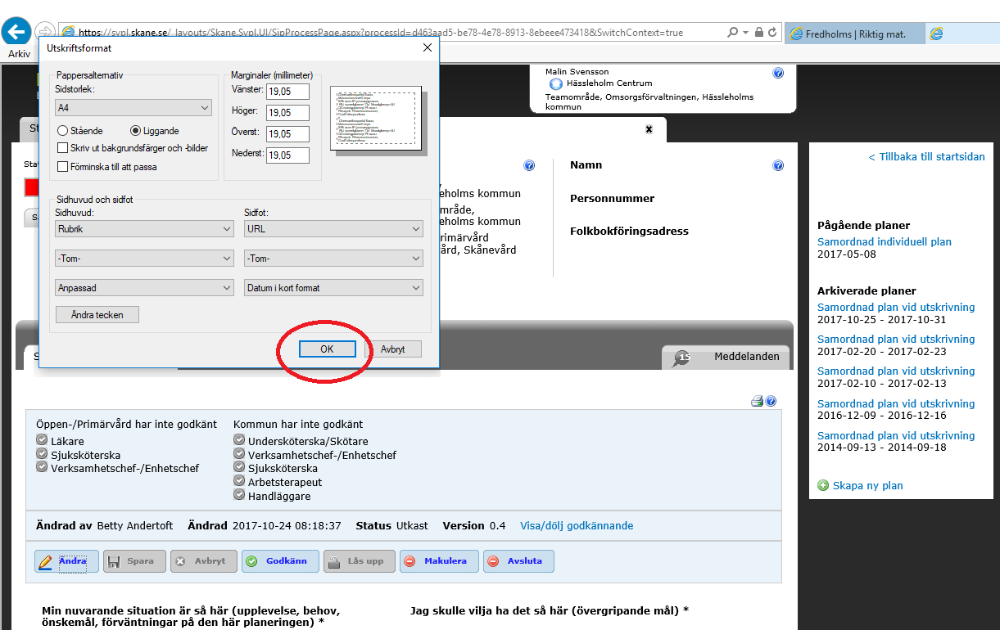 https://svpl.skane.se/_layouts/Skane.Svpl.UI/SipProcessPage.aspx?processId=d463aad5-be78-4e78-8913-8ebeee473418&SwitchContext=true
Fredholms | Riktig mat.
Arkiv
Utskriftsformat
Pappersalternativ
Sidstorlek:
A4
Stående
Liggande
Skriv ut bakgrundsfärger och -bilder
Förminska till att passa
Marginaler (millimeter)
Vänster: 19,05
Höger: 19,05
Överst: 19,05
Nederst: 19,05
Sidhuvud och sidfot
Sidhuvud:
Sidfot:
Rubrik
URL
-Tom-
-Tom-
Anpassad
Datum i kort format
Ändra tecken
OK
Avbryt
Malin Svensson
Hässleholm Centrum
Teamområde, Omsorgsförvaltningen, Hässleholms
kommun
x
eholms kommun
mråde,
eholms kommun
rimärvård
ård, Skånevård
Namn
Personnummer
Folkbokföringsadress
< Tillbaka till startsidan
Pågående planer
Samordnad individuell plan
2017-05-08
Arkiverade planer
Samordnad plan vid utskrivning
2017-10-25 - 2017-10-31
Samordnad plan vid utskrivning
2017-02-20 - 2017-02-23
Samordnad plan vid utskrivning
2017-02-10 - 2017-02-13
Samordnad plan vid utskrivning
2016-12-09 - 2016-12-16
Samordnad plan vid utskrivning
2014-09-13 - 2014-09-18
Skapa ny plan
15 Meddelanden
Öppen-/Primärvård har inte godkänt
Läkare
Sjuksköterska
Verksamhetschef-/Enhetschef
Kommun har inte godkänt
Undersköterska/Skötare
Verksamhetschef-/Enhetschef
Sjuksköterska
Arbetsterapeut
Handläggare
Ändrad av Betty Andertoft Ändrad 2017-10-24 08:18:37 Status Utkast Version 0.4 Visa/dölj godkännande
Ändra
Spara
Avbryt
Godkänn
Lås upp
Makulera
Avsluta
Min nuvarande situation är så här (upplevelse, behov,
önskemål, förväntningar på den här planeringen) *
Jag skulle vilja ha det så här (övergripande mål) *